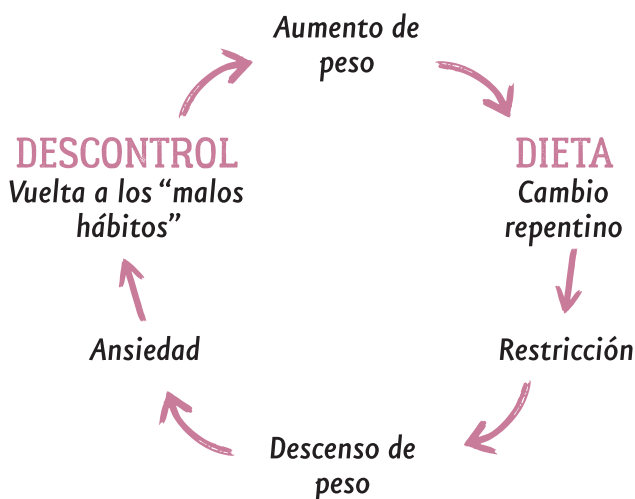 Aumento de
peso
DIETA
Cambio
repentino
Restricción
Descenso de
peso
Ansiedad
DESCONTROL
Vuelta a los “malos
hábitos”